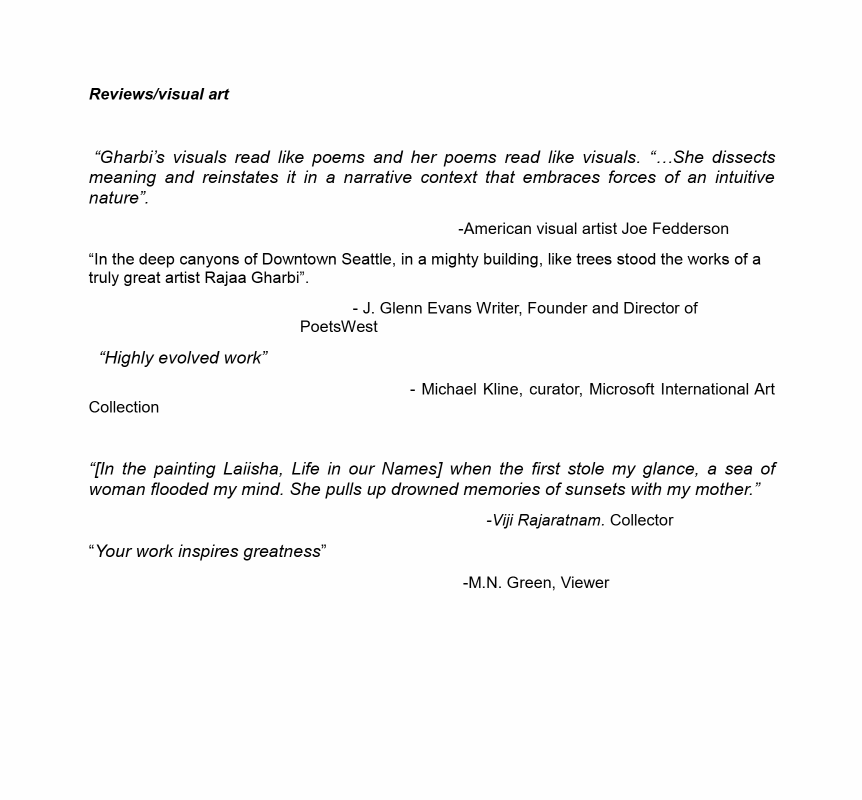 Reviews/visual art
“Gharbi’s visuals read like poems and her poems read like visuals. “…She dissects
meaning and reinstates it in a narrative context that embraces forces of an intuitive
nature”.
-American visual artist Joe Fedderson
“In the deep canyons of Downtown Seattle, in a mighty building, like trees stood the works of a
truly great artist Rajaa Gharbi”.
- J. Glenn Evans Writer, Founder and Director of
PoetsWest
“Highly evolved work”
- Michael Kline, curator, Microsoft International Art
Collection
“[In the painting Laiisha, Life in our Names] when the first stole my glance, a sea of
woman flooded my mind. She pulls up drowned memories of sunsets with my mother.”
-Viji Rajaratnam. Collector
“Your work inspires greatness”
-M.N. Green, Viewer